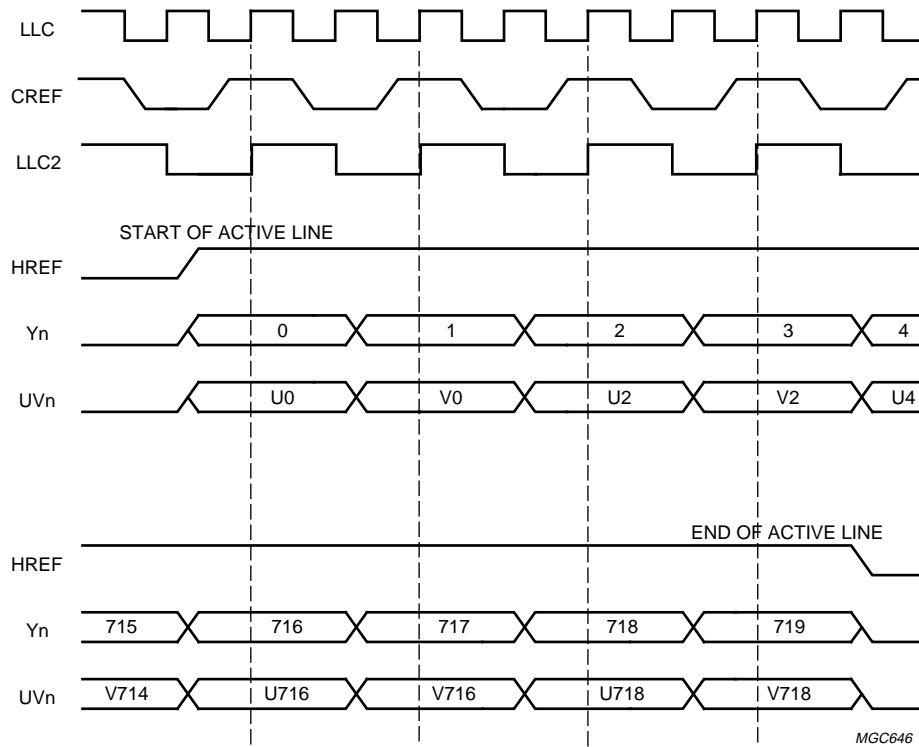 LLC
CREF
LLC2
START OF ACTIVE LINE
HREF
Yn 0 1 2 3 4
UVn U0 V0 U2 V2 U4
END OF ACTIVE LINE
HREF
Yn 715 716 717 718 719
UVn V714 U716 V716 U718 V718
MGC646